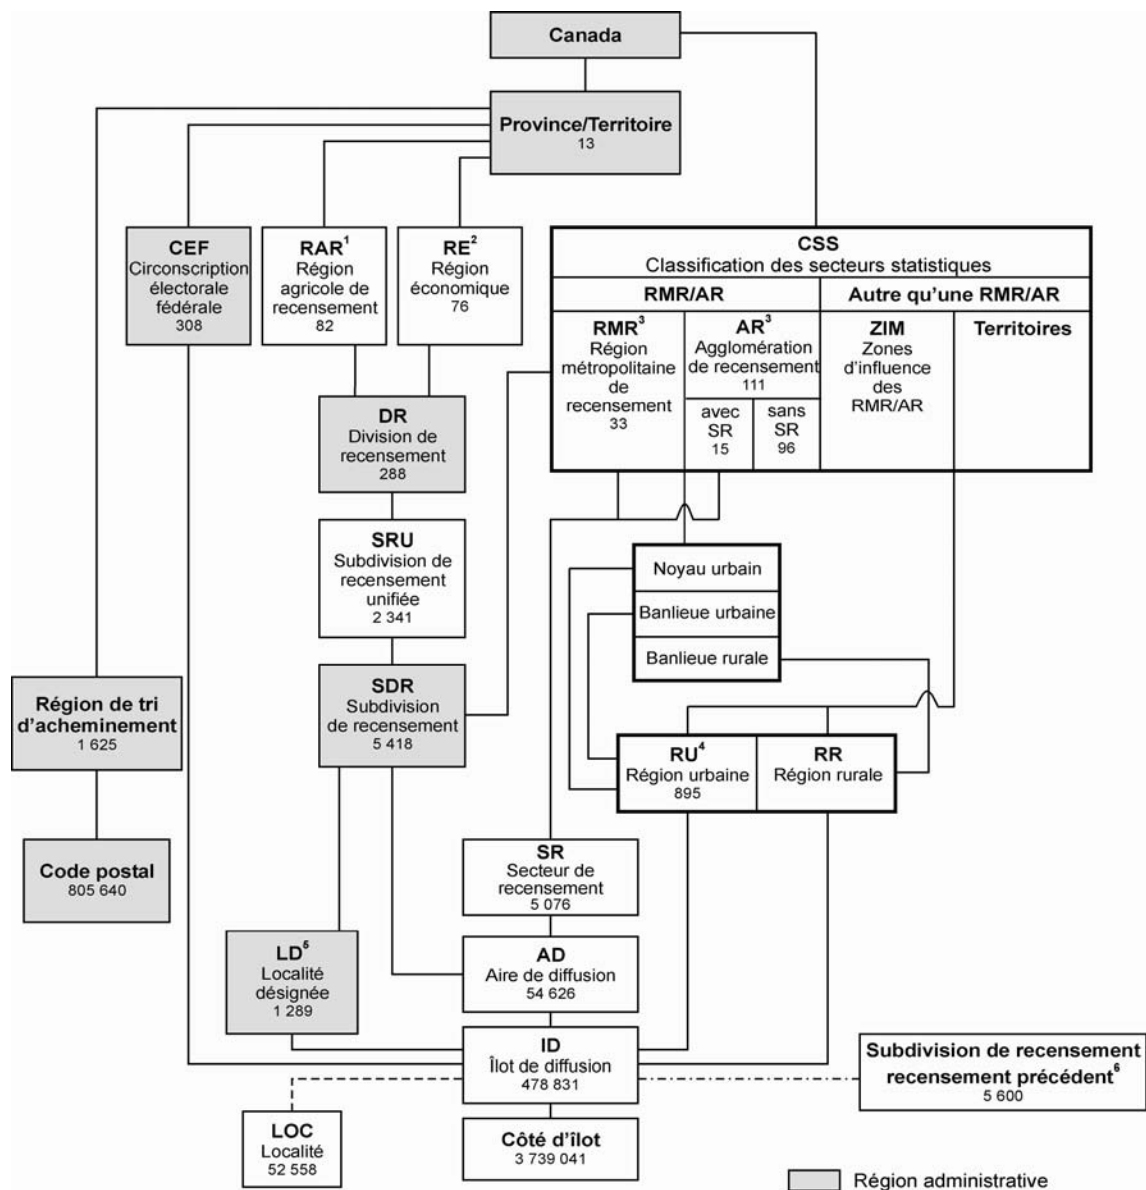 Canada
Province/Territoire
13
CEF
Circonscription
électorale
fédérale
308
RAR1
Région
agricole de
recensement
82
RE2
Région
économique
76
CSS
Classification des secteurs statistiques
RMR/AR
Autre qu'une RMR/AR
RMR3
Région
métropolitaine
de
recensement
33
AR3
Agglomération
de recensement
111
avec
SR
15
sans
SR
96
ZIM
Zones
d'influence
des
RMR/AR
Territoires
DR
Division de
recensement
288
SRU
Subdivision de
recensement
unifiée
2 341
Noyau urbain
Banlieue urbaine
Banlieue rurale
SDR
Subdivision
de recensement
5 418
Région de tri
d'acheminement
1 625
RU4
Région urbaine
895
RR
Région rurale
Code postal
805 640
SR
Secteur de
recensement
5 076
LD5
Localité
désignée
1 289
AD
Aire de diffusion
54 626
ID
Îlot de diffusion
478 831
Subdivision de recensement
recensement précédent6
5 600
LOC
Localité
52 558
Côté d'îlot
3 739 041
Région administrative